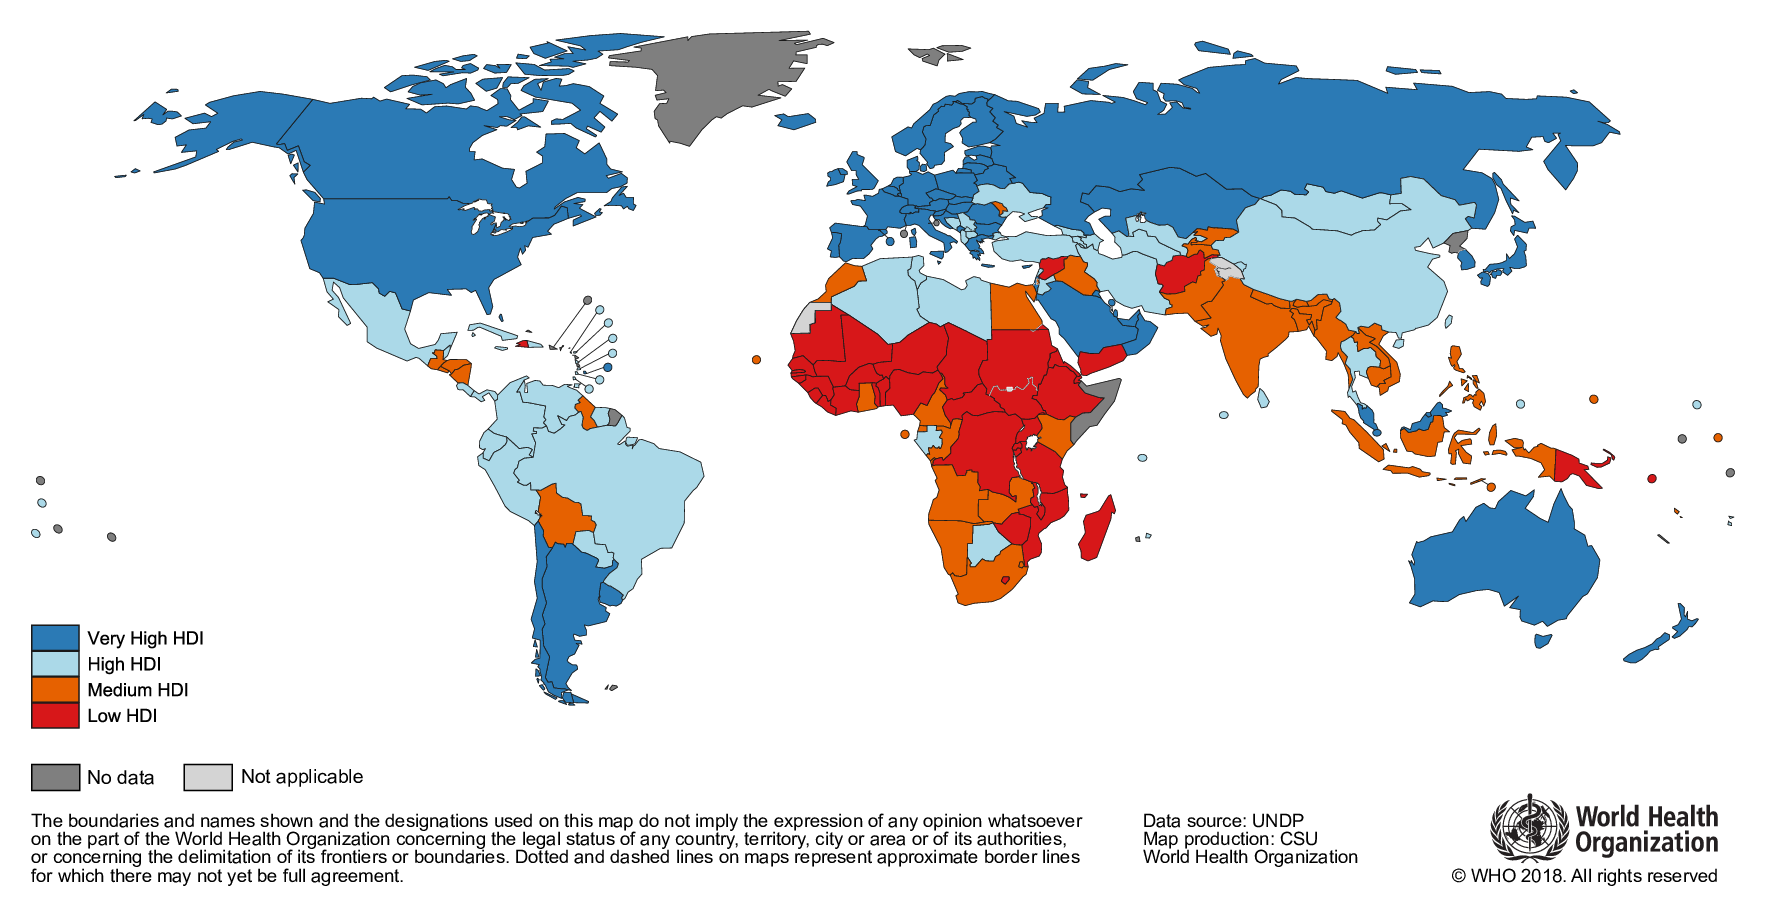 Very High HDI
High HDI
Medium HDI
Low HDI
No data
Not applicable
The boundaries and names shown and the designations used on this map do not imply the expression of any opinion whatsoever
on the part of the World Health Organization concerning the legal status of any country, territory, city or area or of its authorities,
or concerning the delimitation of its frontiers or boundaries. Dotted and dashed lines on maps represent approximate border lines
for which there may not yet be full agreement.
Data source: UNDP
Map production: CSU
World Health Organization
World Health
Organization
© WHO 2018. All rights reserved